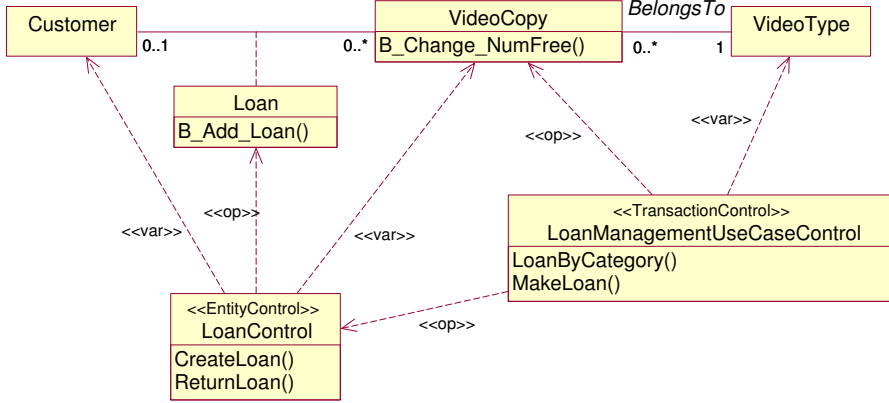 BelongsTo
Customer
VideoCopy
VideoType
B_Change_NumFree()
0..1
0..*
0..*
1
Loan
B_Add_Loan()
<<var>>
<<op>>
<<op>>
<<var>>
<<var>>
<<TransactionControl>>
LoanManagementUseCaseControl
LoanByCategory()
MakeLoan()
<<EntityControl>>
LoanControl
<<op>>
CreateLoan()
ReturnLoan()